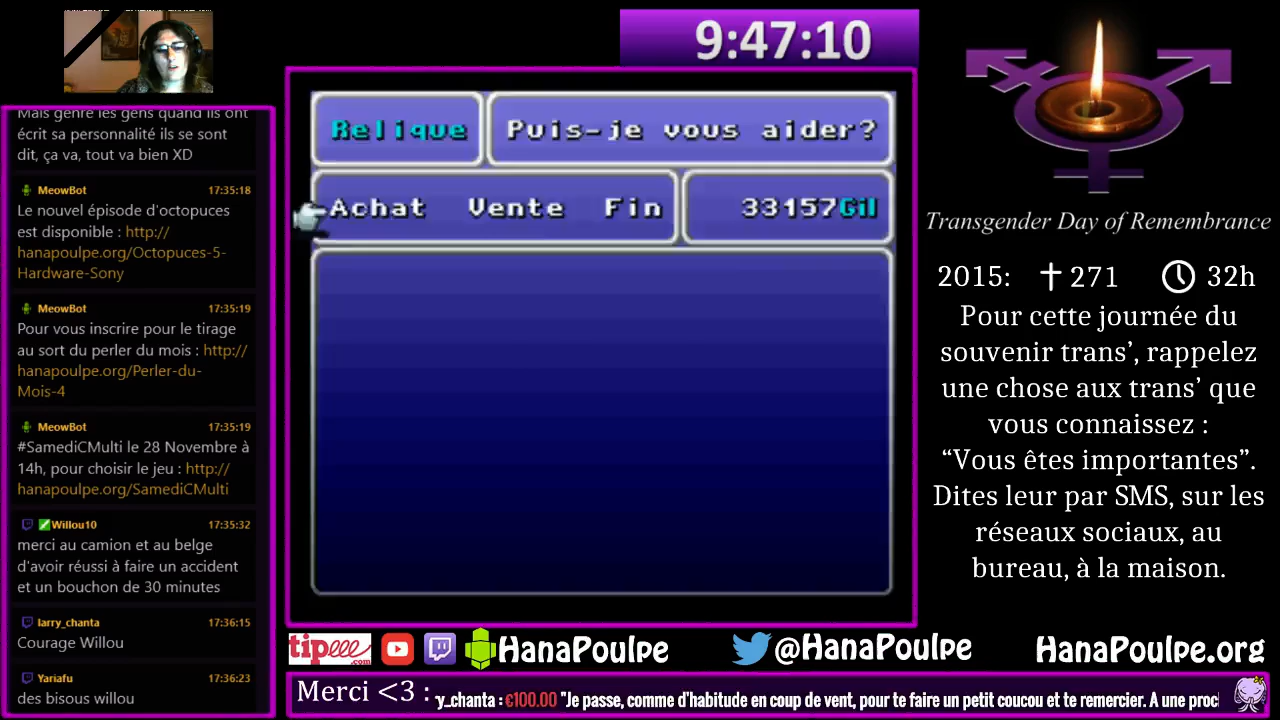 9:47:10
Mais genre les gens quand ils ont
écrit sa personnalité ils se sont
dit, ça va, tout va bien XD
MeowBot 17:35:18
Le nouvel épisode d'octopuces
est disponible : http://
hanapoulpe.org/Octopuces-5-
Hardware-Sony
MeowBot 17:35:19
Pour vous inscrire pour le tirage
au sort du perler du mois : http://
hanapoulpe.org/Perler-du-
Mois-4
MeowBot 17:35:19
#SamediCMulti le 28 Novembre à
14h, pour choisir le jeu : http://
hanapoulpe.org/SamediCMulti
Willou10 17:35:32
merci au camion et au belge
d'avoir réussi à faire un accident
et un bouchon de 30 minutes
larry_chanta 17:36:15
Courage Willou
Yariafu 17:36:23
des bisous willou
Relique Puis-je vous aider?
Achat Vente Fin 33157Gil
Transgender Day of Remembrance
2015: 271 32h
Pour cette journée du
souvenir trans’, rappelez
une chose aux trans’ que
vous connaissez :
“Vous êtes importantes”.
Dites leur par SMS, sur les
réseaux sociaux, au
bureau, à la maison.
tipeee.com HanaPoulpe @HanaPoulpe HanaPoulpe.org
Merci <3 : y_chanta : €100.00 "Je passe, comme d'habitude en coup de vent, pour te faire un petit coucou et te remercier. A une proc